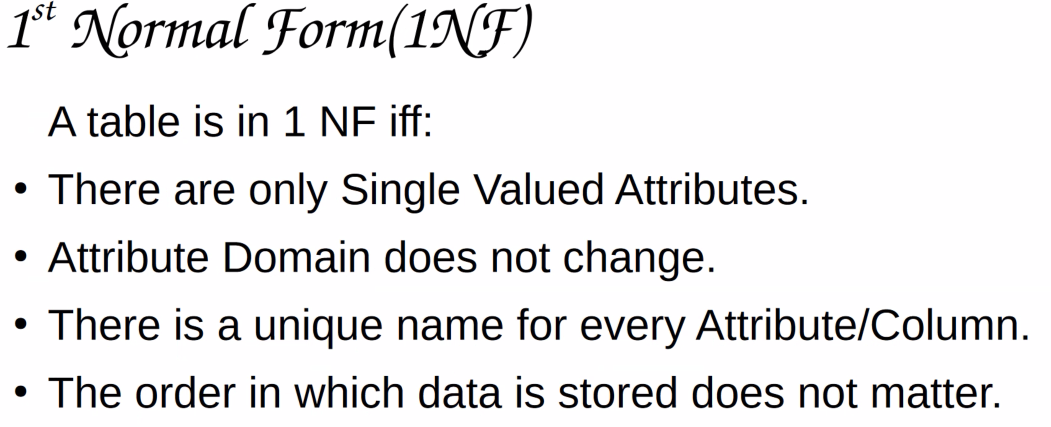 1st Normal Form(1NF)
A table is in 1 NF iff:
• There are only Single Valued Attributes.
• Attribute Domain does not change.
• There is a unique name for every Attribute/Column.
• The order in which data is stored does not matter.